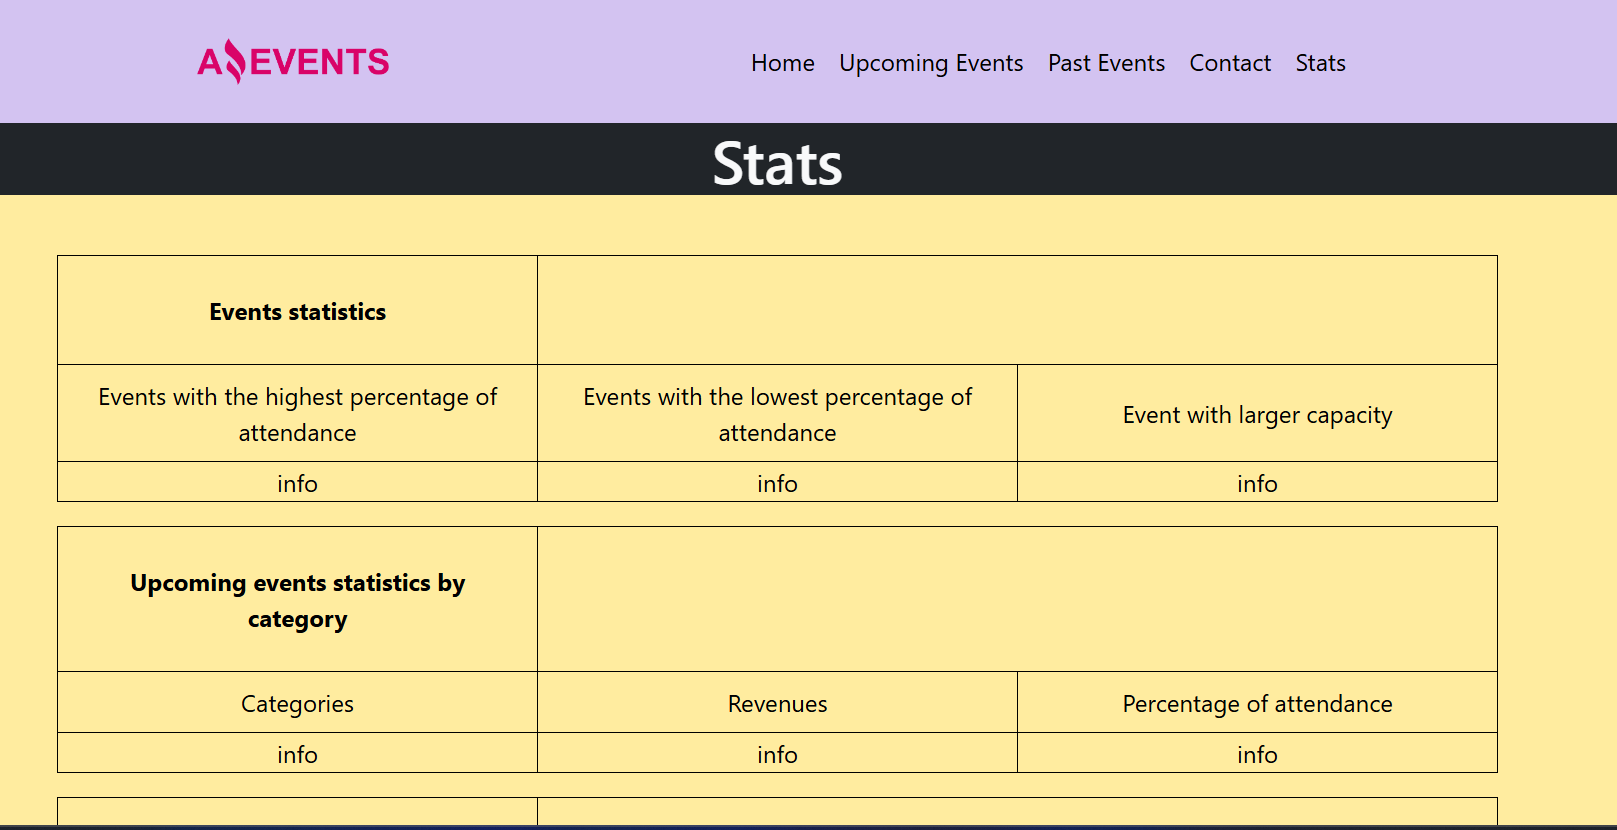 A EVENTS
Home Upcoming Events Past Events Contact Stats
Stats
Events statistics
Events with the highest percentage of
attendance
Events with the lowest percentage of
attendance
Event with larger capacity
info info info
Upcoming events statistics by
category
Categories Revenues Percentage of attendance
info info info